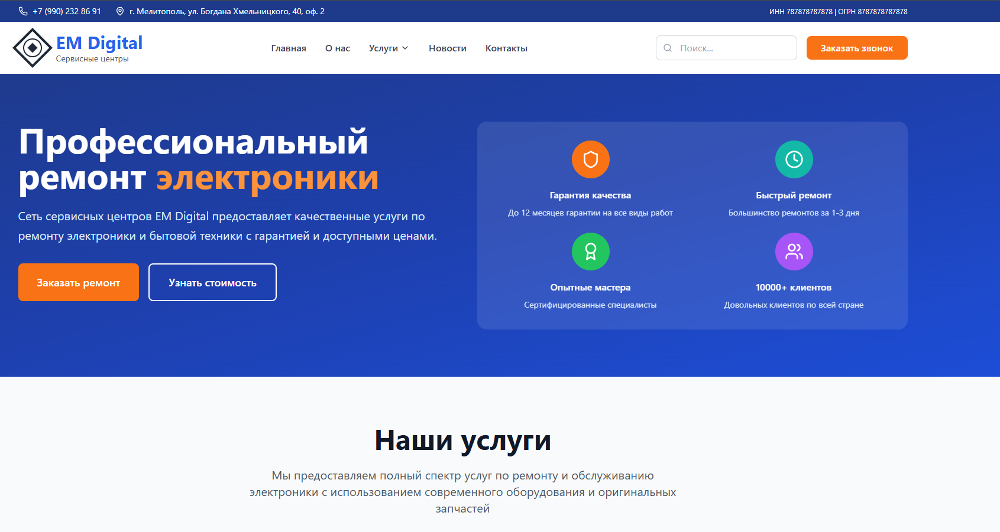 +7 (990) 232 86 91
г. Мелитополь, ул. Богдана Хмельницкого, 40, оф. 2
ИНН 787878787878 | ОГРН 8787878787878
EM Digital
Сервисные центры
Главная
О нас
Услуги
Новости
Контакты
Поиск...
Заказать звонок
Профессиональный
ремонт электроники
Сеть сервисных центров EM Digital предоставляет качественные услуги по
ремонту электроники и бытовой техники с гарантией и доступными ценами.
Заказать ремонт
Узнать стоимость
Гарантия качества
До 12 месяцев гарантии на все виды работ
Быстрый ремонт
Большинство ремонтов за 1-3 дня
Опытные мастера
Сертифицированные специалисты
10000+ клиентов
Довольных клиентов по всей стране
Наши услуги
Мы предоставляем полный спектр услуг по ремонту и обслуживанию
электроники с использованием современного оборудования и оригинальных
запчастей